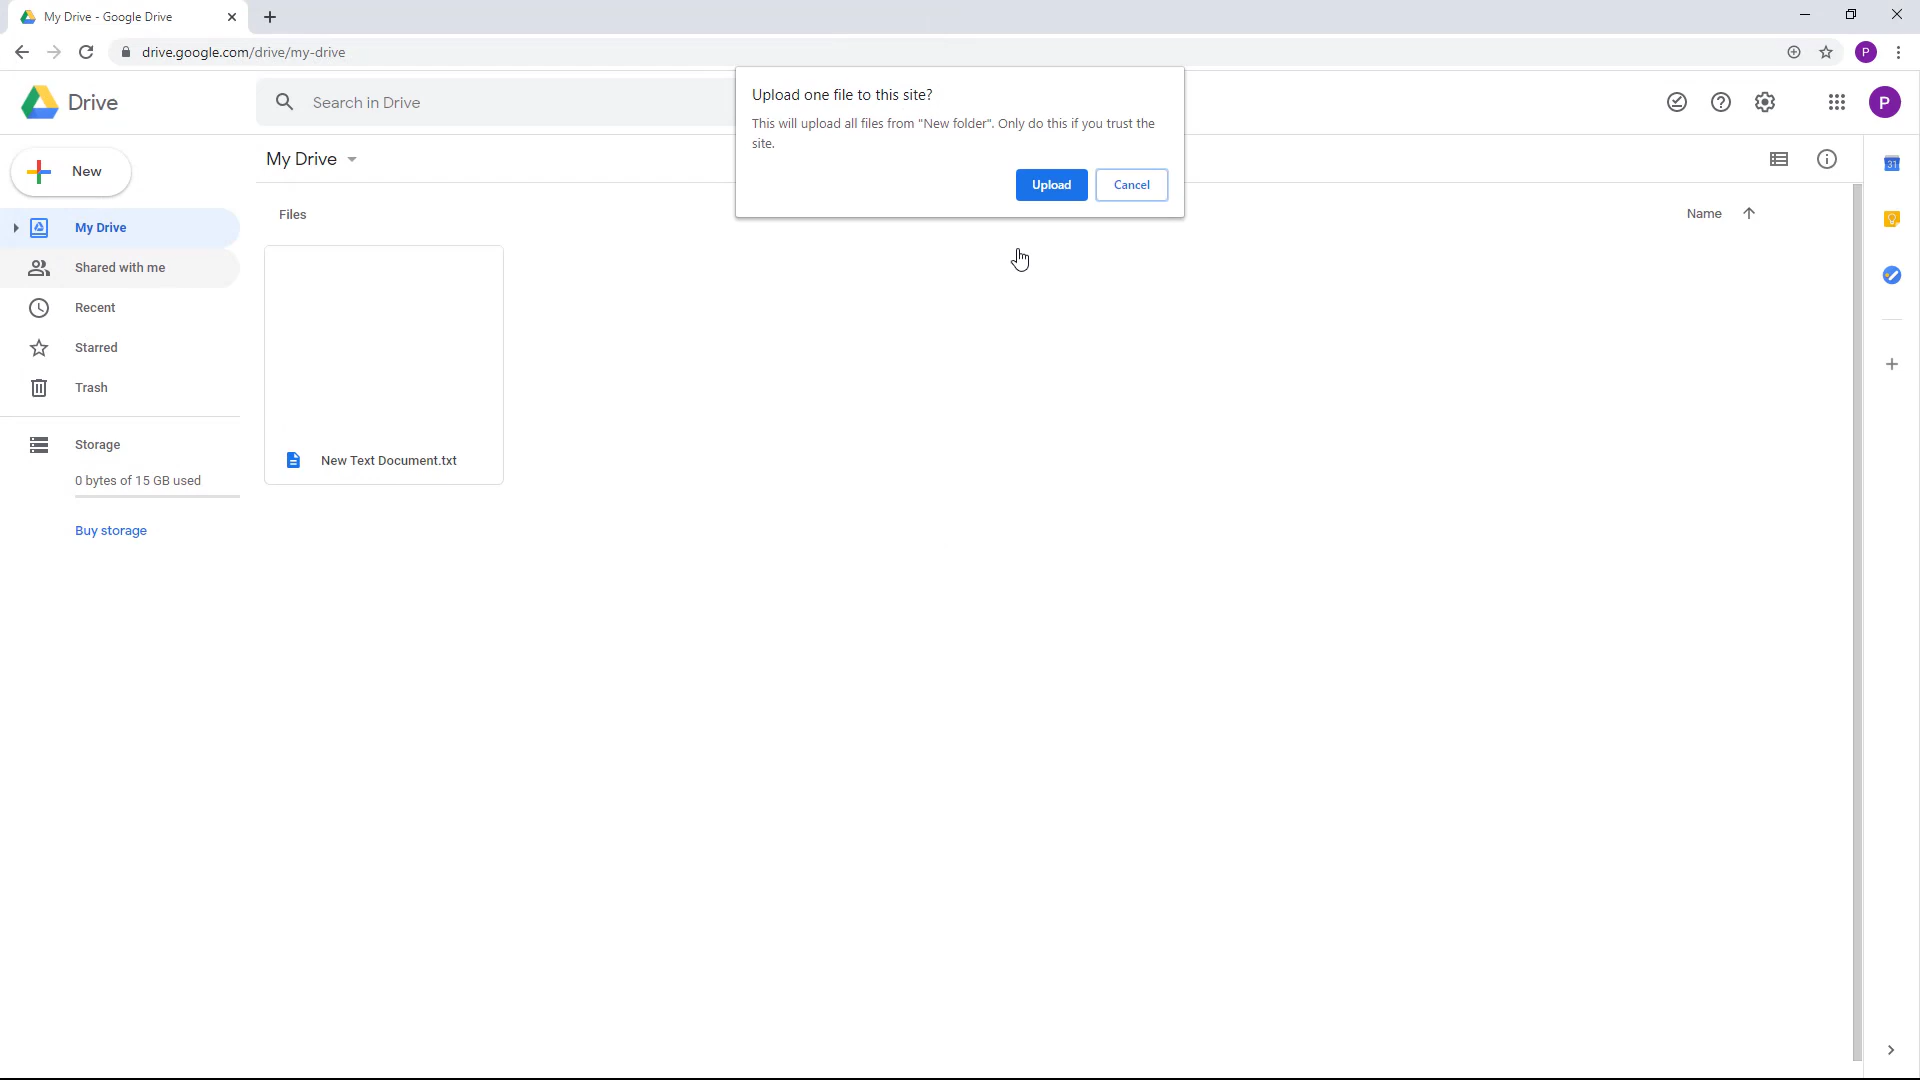 My Drive - Google Drive
drive.google.com/drive/my-drive
P
Drive
Search in Drive
P
Upload one file to this site?
This will upload all files from "New folder". Only do this if you trust the
site.
Upload
Cancel
New
My Drive
31
My Drive
Shared with me
Recent
Starred
Trash
Storage
0 bytes of 15 GB used
Buy storage
Files
Name
New Text Document.txt